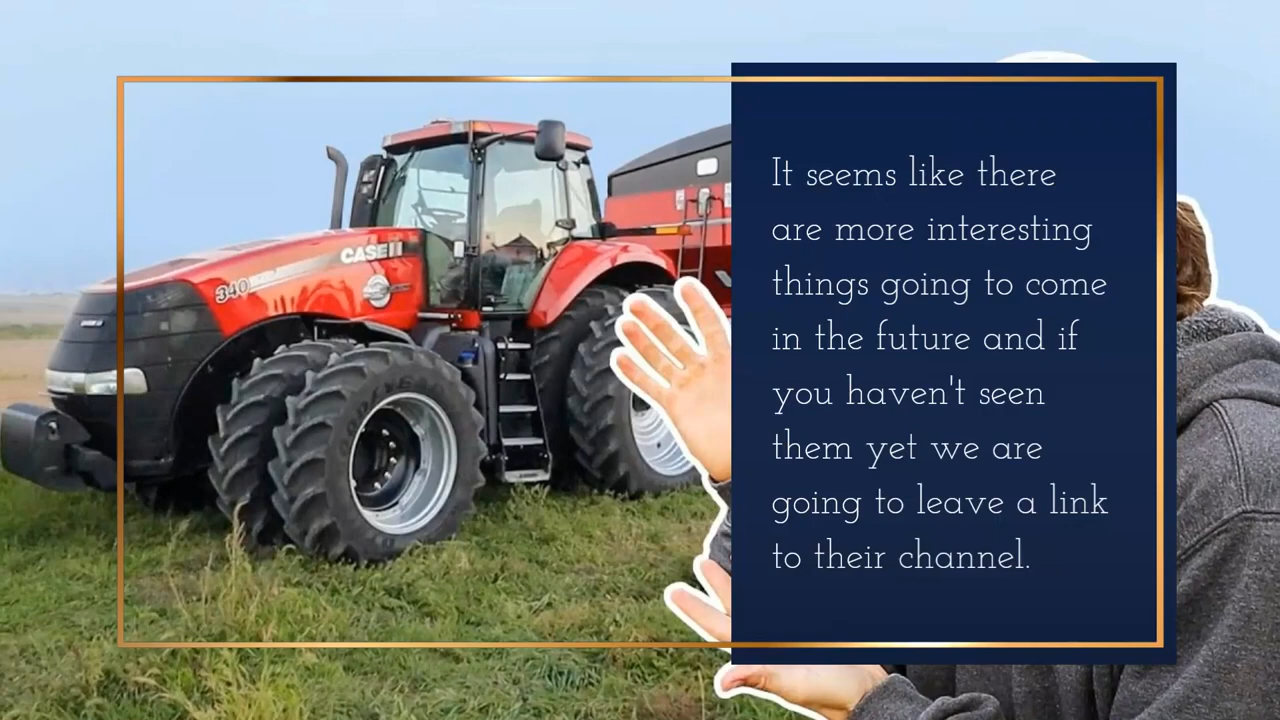 CASE IH
340
It seems like there
are more interesting
things going to come
in the future and if
you haven't seen
them yet we are
going to leave a link
to their channel.